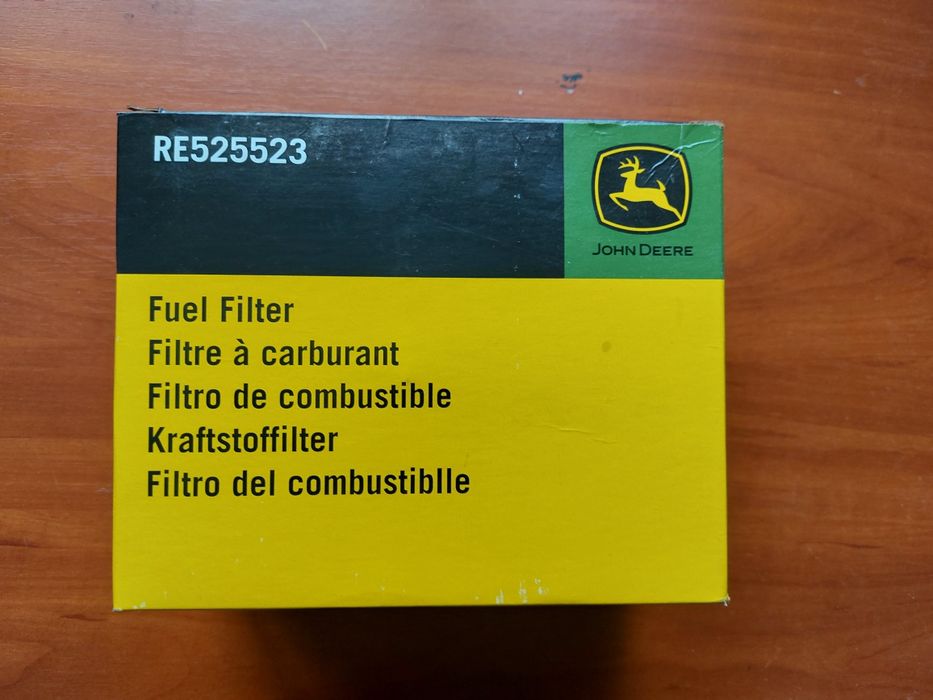 RE525523
JOHN DEERE
Fuel Filter
Filtre à carburant
Filtro de combustible
Kraftstoffilter
Filtro del combustiblle